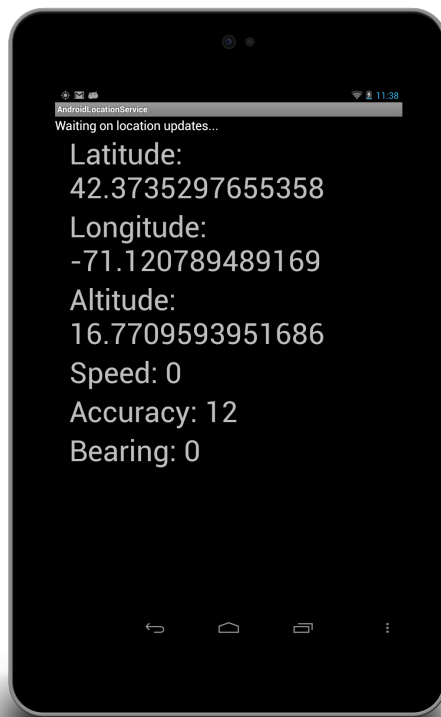 11:38
AndroidLocationService
Waiting on location updates...
Latitude:
42.3735297655358
Longitude:
-71.120789489169
Altitude:
16.7709593951686
Speed: 0
Accuracy: 12
Bearing: 0